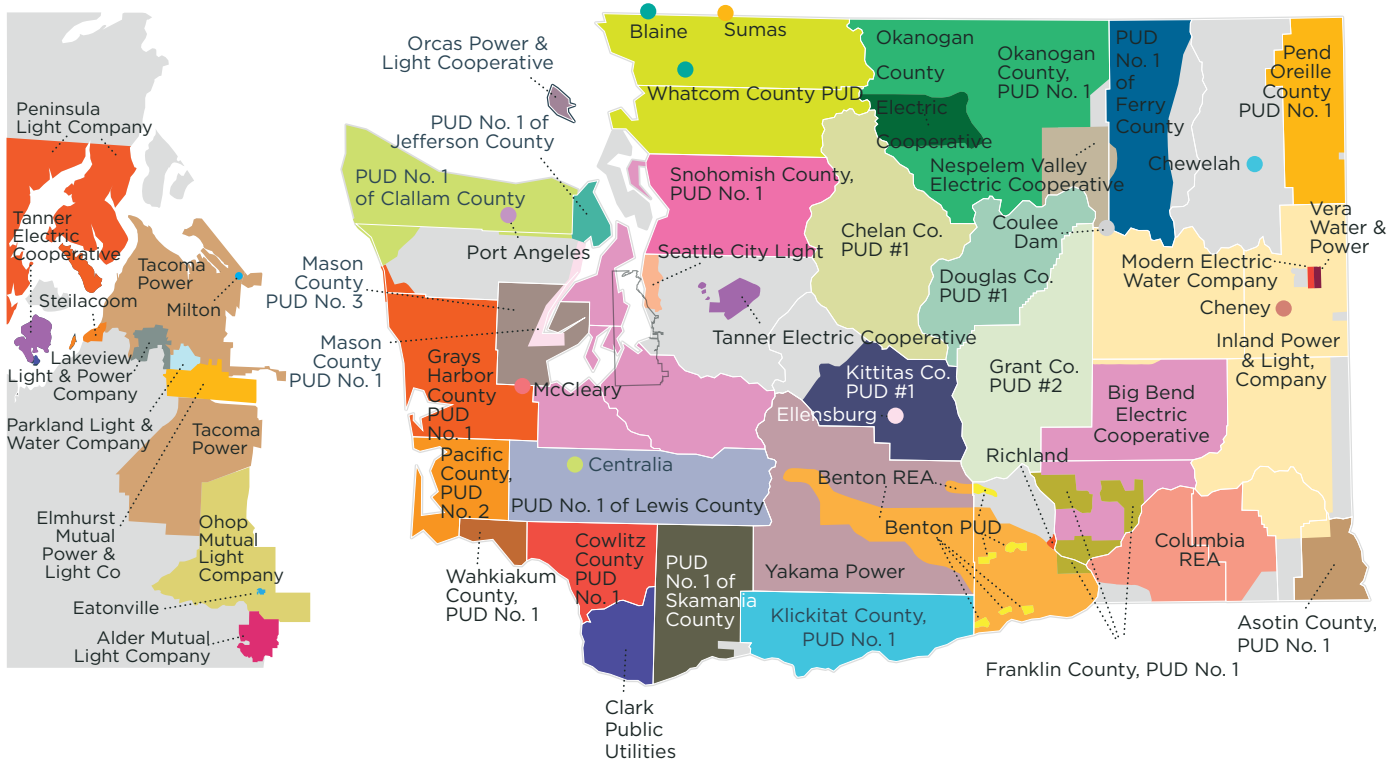 Peninsula
Light Company
Tanner
Electric
Cooperative
Tacoma
Power
Steilacoom
Milton
Lakeview
Light & Power
Company
Parkland Light &
Water Company
Tacoma
Power
Elmhurst
Mutual
Power &
Light Co
Ohop
Mutual
Light
Company
Eatonville
Alder Mutual
Light Company
Orcas Power &
Light Cooperative
PUD No. 1 of
Jefferson County
PUD No. 1
of Clallam County
Port Angeles
Mason
County
PUD No. 3
Mason
County
PUD No. 1
Grays
Harbor
County
PUD
No. 1
McCleary
Pacific
County,
PUD
No. 2
Centralia
PUD No. 1 of Lewis County
Wahkiakum
County,
PUD No. 1
Cowlitz
County
PUD
No. 1
PUD
No. 1 of
Skamania
County
Clark
Public
Utilities
Blaine
Sumas
Whatcom County PUD
Snohomish County,
PUD No. 1
Seattle City Light
Tanner Electric Cooperative
Okanogan
County
Electric
Cooperative
Okanogan
County,
PUD No. 1
Nespelem Valley
Electric Cooperative
PUD
No. 1
of
Ferry
County
Pend
Oreille
County
PUD No. 1
Chewelah
Chelan Co.
PUD #1
Coulee
Dam
Douglas Co.
PUD #1
Vera
Water &
Power
Modern Electric
Water Company
Cheney
Inland Power
& Light,
Company
Kittitas Co.
PUD #1
Ellensburg
Grant Co.
PUD #2
Big Bend
Electric
Cooperative
Richland
Benton REA
Benton PUD
Yakama Power
Klickitat County,
PUD No. 1
Columbia
REA
Franklin County, PUD No. 1
Asotin County,
PUD No. 1